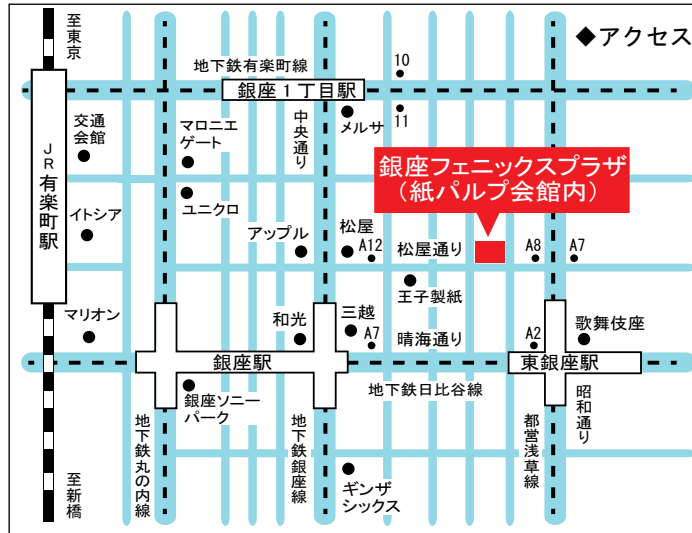 ◆アクセス
至東京
地下鉄有楽町線
10
銀座1丁目駅
11
メルサ
中央通り
交通
会館
マロニエ
ゲート
JR有楽町駅
銀座フェニックスプラザ
(紙パルプ会館内)
ユニクロ
イトシア
アップル
松屋
A12
松屋通り
A8
A7
王子製紙
マリオン
和光
三越
A7
晴海通り
A2
歌舞伎座
銀座駅
東銀座駅
地下鉄日比谷線
銀座ソニー
パーク
地下鉄丸の内線
地下鉄銀座線
都営浅草線
昭和通り
ギンザ
シックス
至新橋